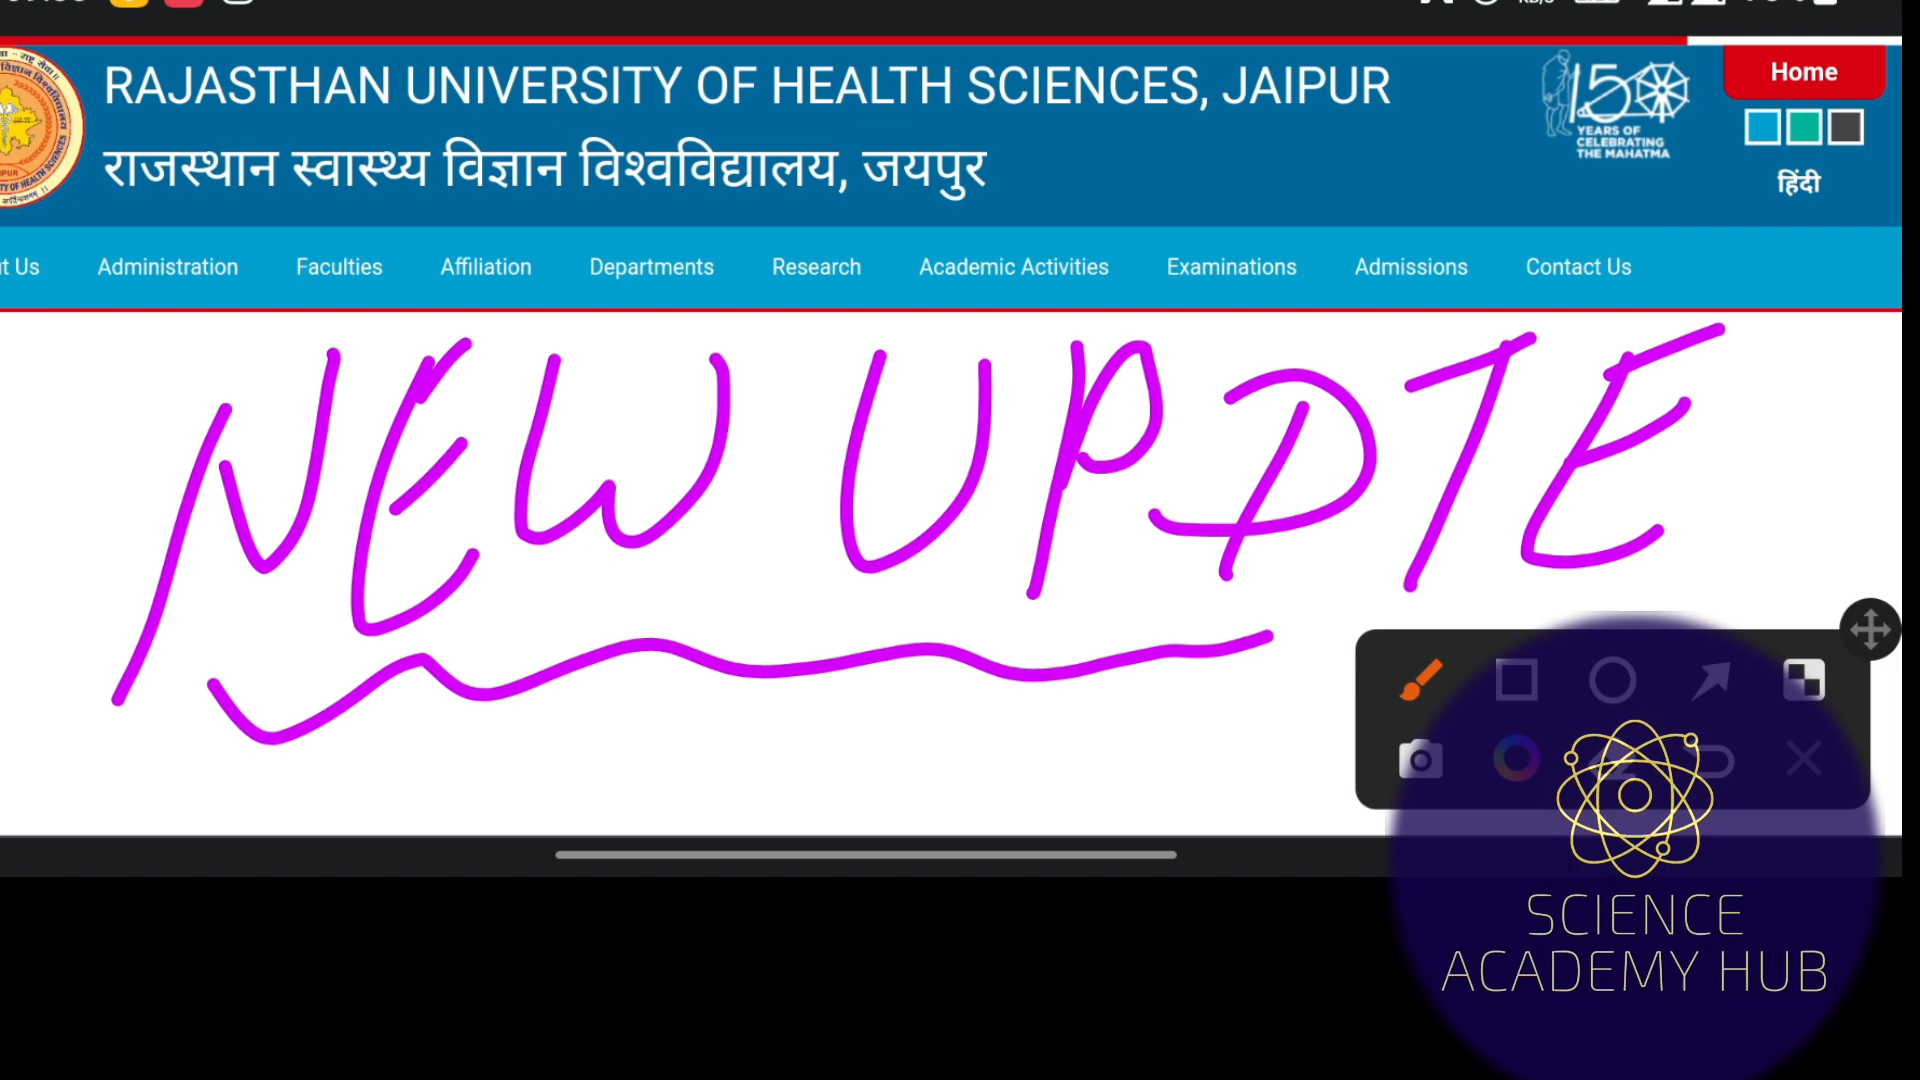 RAJASTHAN UNIVERSITY OF HEALTH SCIENCES, JAIPUR
राजस्थान स्वास्थ्य विज्ञान विश्वविद्यालय, जयपुर
150
YEARS OF
CELEBRATING
THE MAHATMA
Home
हिंदी
t Us Administration Faculties Affiliation Departments Research Academic Activities Examinations Admissions Contact Us
NEW UPDTE
SCIENCE
ACADEMY HUB